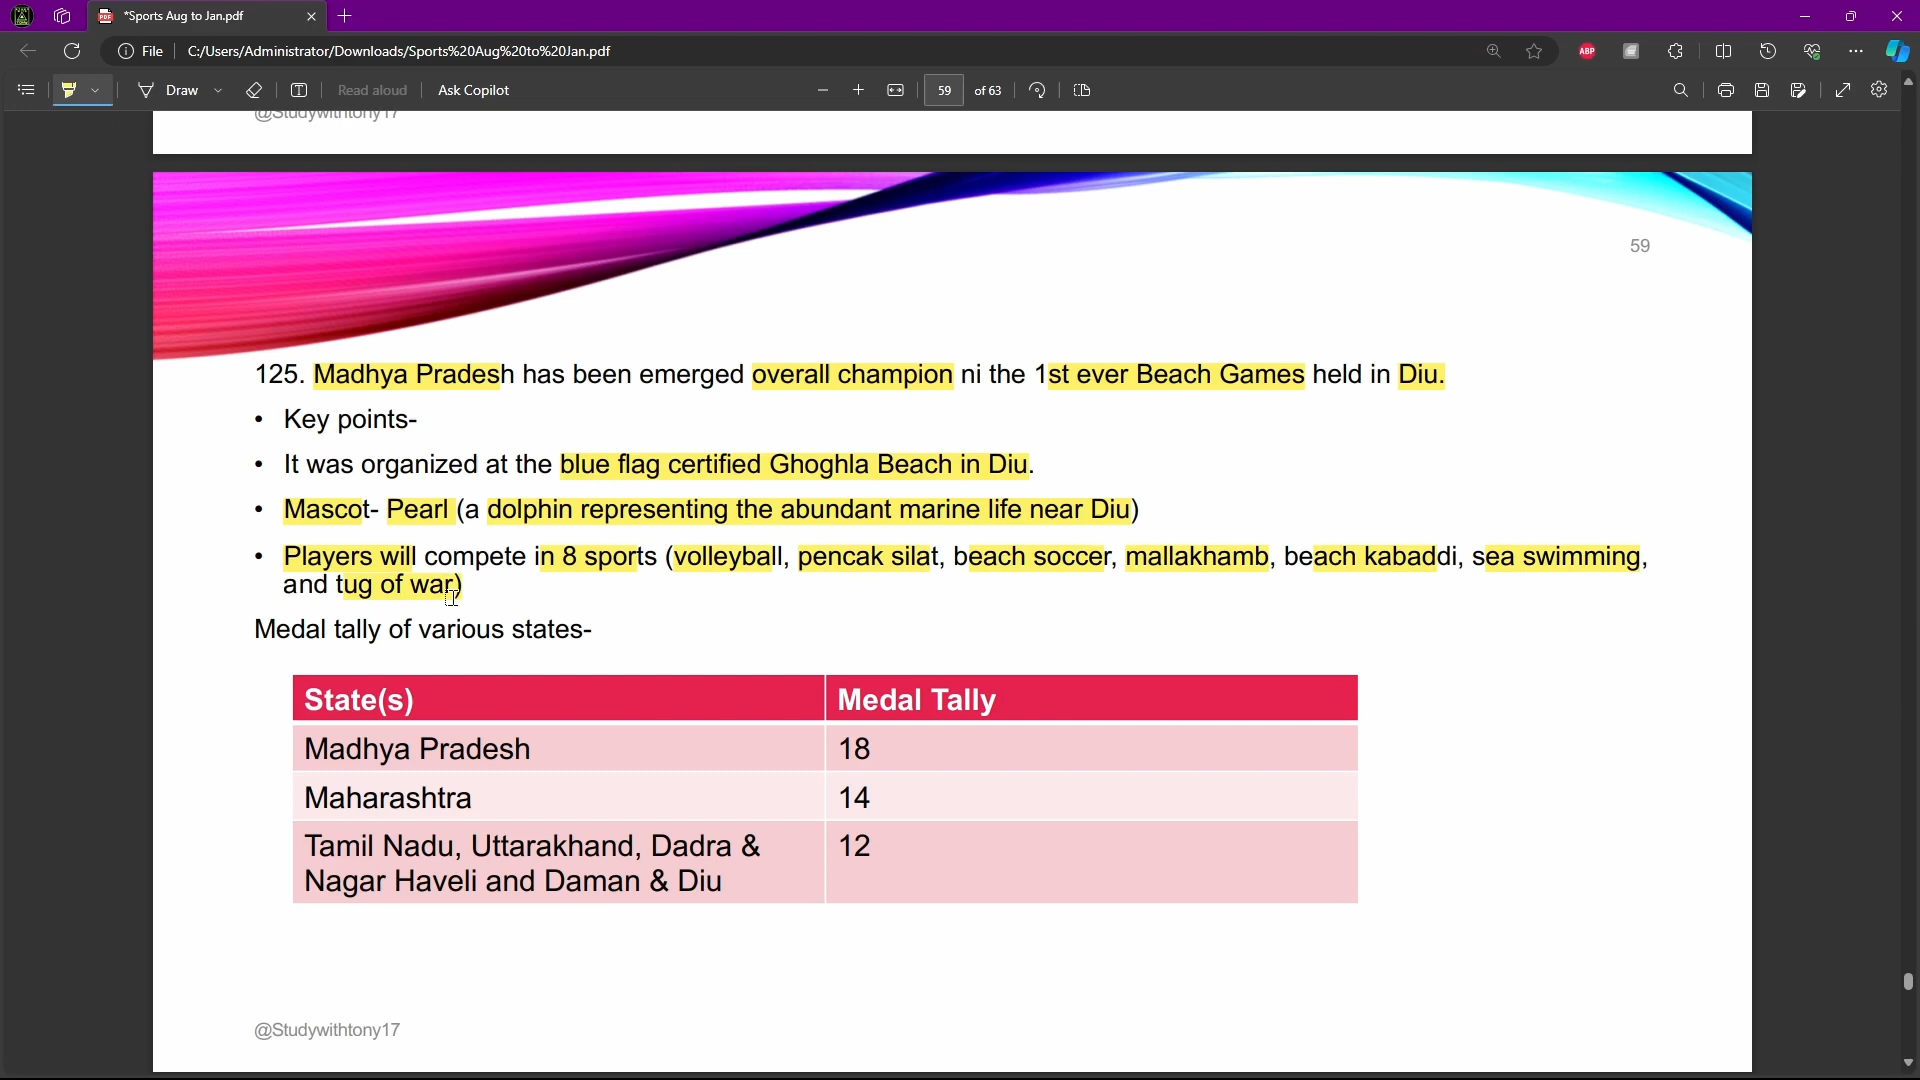 *Sports Aug to Jan.pdf
File C:/Users/Administrator/Downloads/Sports%20Aug%20to%20Jan.pdf
ABP
Draw Read aloud Ask Copilot 59 of 63
@Studywithtony17
59
125. Madhya Pradesh has been emerged overall champion ni the 1st ever Beach Games held in Diu.
• Key points-
• It was organized at the blue flag certified Ghoghla Beach in Diu.
• Mascot- Pearl (a dolphin representing the abundant marine life near Diu)
• Players will compete in 8 sports (volleyball, pencak silat, beach soccer, mallakhamb, beach kabaddi, sea swimming,
and tug of war)
Medal tally of various states-
State(s) Medal Tally
Madhya Pradesh 18
Maharashtra 14
Tamil Nadu, Uttarakhand, Dadra & 12
Nagar Haveli and Daman & Diu
@Studywithtony17